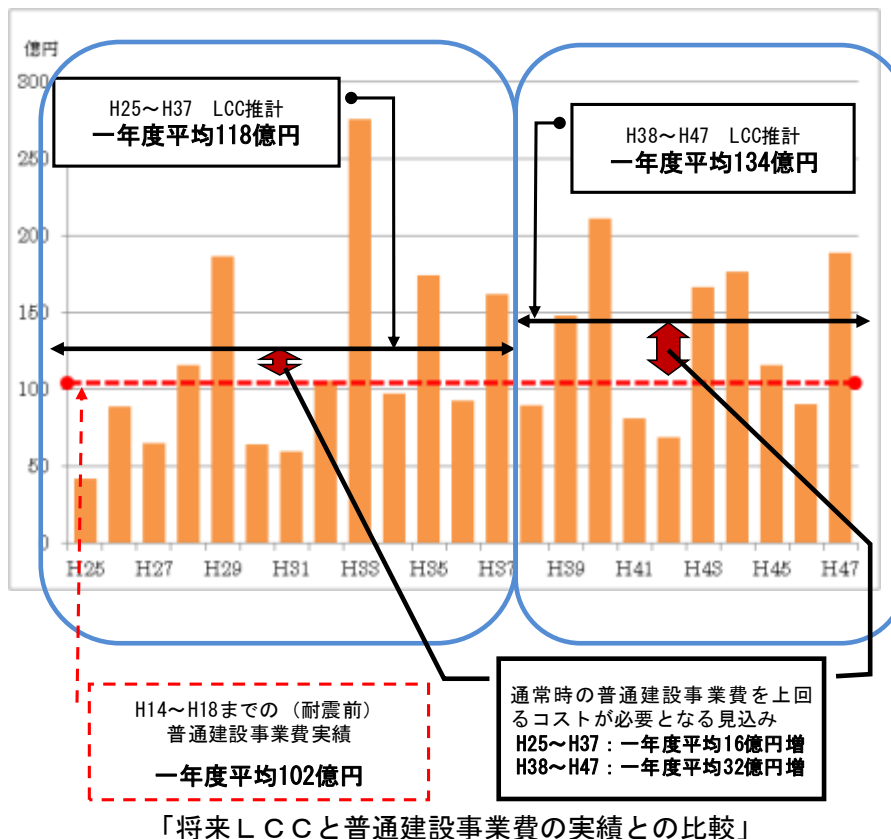 億円
300
250
200
150
100
50
0
H25～H37　LCC推計
一年度平均118億円
H38～H47　LCC推計
一年度平均134億円
H25 H27 H29 H31 H33 H35 H37 H39 H41 H43 H45 H47
H14～H18までの（耐震前）
普通建設事業費実績
一年度平均102億円
通常時の普通建設事業費を上回
るコストが必要となる見込み
H25～H37：一年度平均16億円増
H38～H47：一年度平均32億円増
「将来ＬＣＣと普通建設事業費の実績との比較」